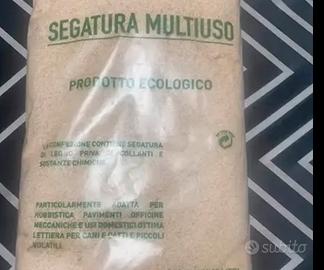 SEGATURA MULTIUSO
PRODOTTO ECOLOGICO
LA CONFEZIONE CONTIENE SEGATURA
DI LEGNO PRIVA DI COLLANTI E
SOSTANZE CHIMICHE.
PARTICOLARMENTE ADATTA PER
HOBBISTICA PAVIMENTI OFFICINE
MECCANICHE E USI DOMESTICI OTTIMA
LETTIERA PER CANI E GATTI E PICCOLI
VOLATILI.
subito